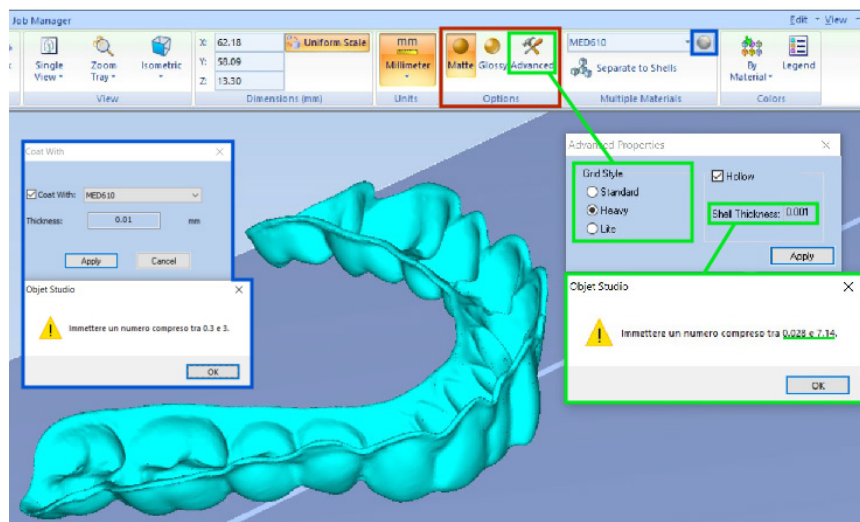 Job Manager
Edit View
Single View
Zoom Tray
Isometric
View
X: 62.18
Y: 58.09
Z: 13.30
Uniform Scale
Dimensions (mm)
mm
Millimeter
Units
Matte Glossy Advanced
Options
MED610
Separate to Shells
Multiple Materials
By Material
Legend
Colors
Coat With
Coat With: MED610
Thickness: 0.01 mm
Apply Cancel
Objet Studio
Immettere un numero compreso tra 0.3 e 3.
OK
Advanced Properties
Grid Style
Standard
Heavy
Lite
Hollow
Shell Thickness: 0.001
Apply
Objet Studio
Immettere un numero compreso tra 0.028 e 7.14.
OK